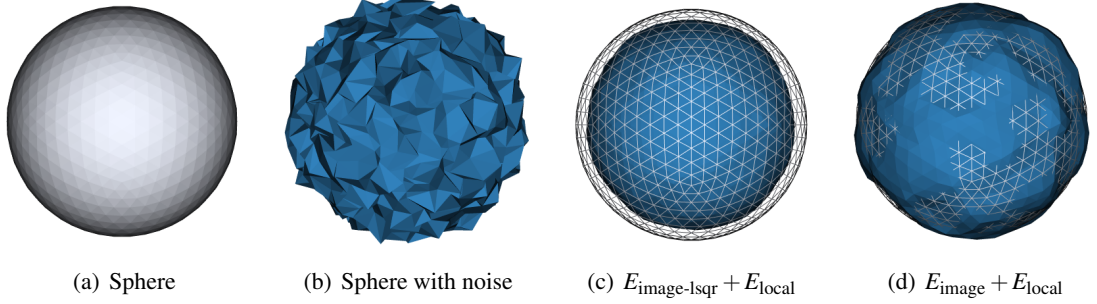 (a) Sphere
(b) Sphere with noise
(c) E_image-lsqr + E_local
(d) E_image + E_local